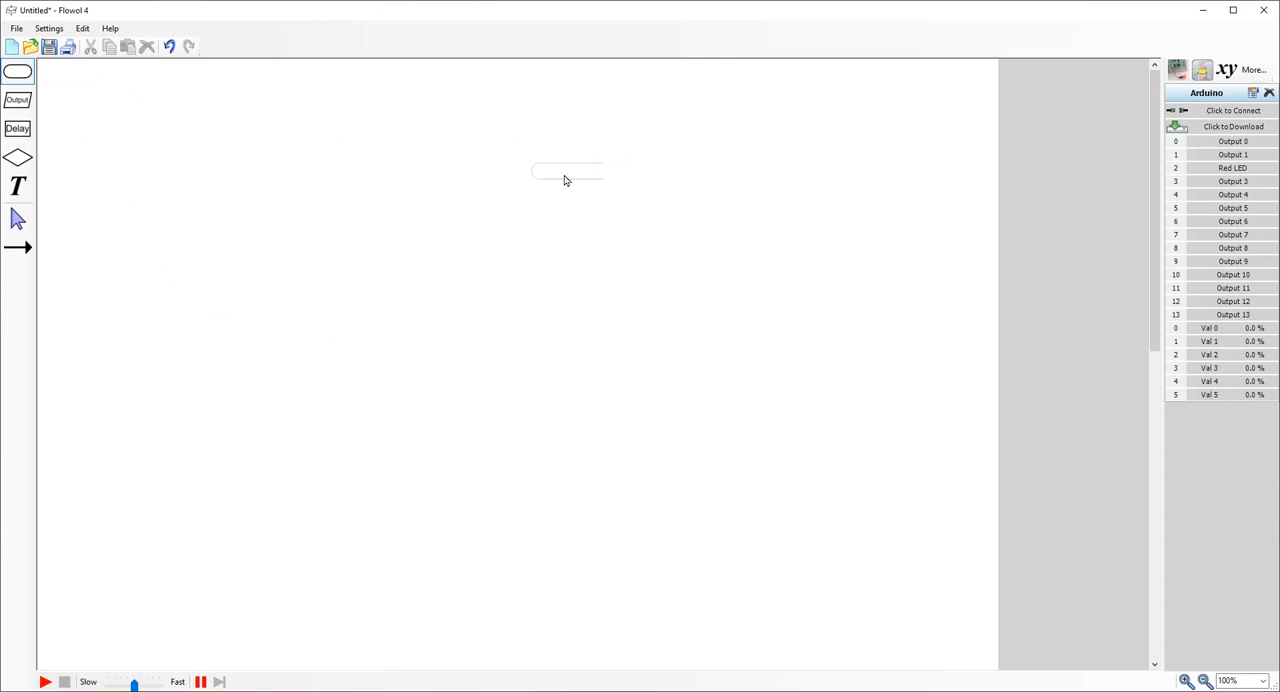 Untitled* - Flowol 4
File Settings Edit Help
Output
Delay
T
xy More...
Arduino
Click to Connect
Click to Download
0 Output 0
1 Output 1
2 Red LED
3 Output 3
4 Output 4
5 Output 5
6 Output 6
7 Output 7
8 Output 8
9 Output 9
10 Output 10
11 Output 11
12 Output 12
13 Output 13
0 Val 0 0.0 %
1 Val 1 0.0 %
2 Val 2 0.0 %
3 Val 3 0.0 %
4 Val 4 0.0 %
5 Val 5 0.0 %
Slow Fast 100%